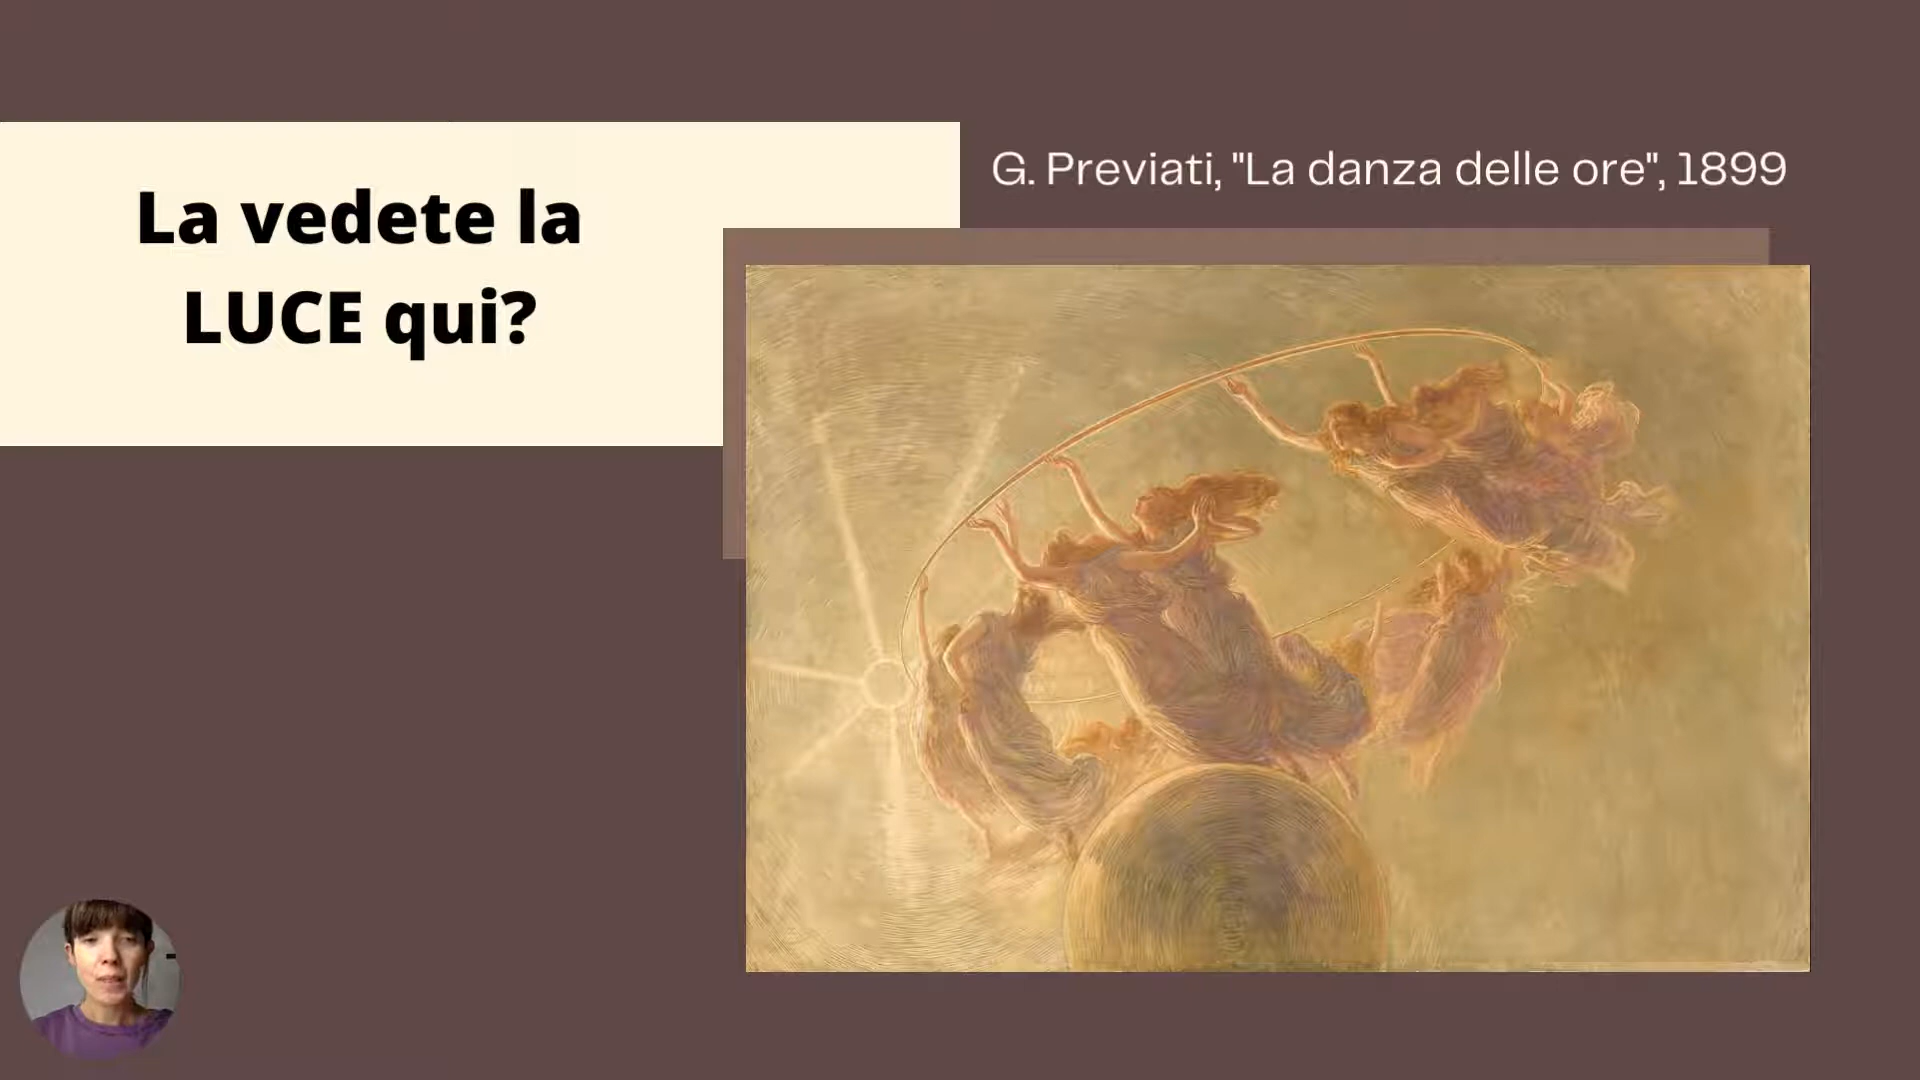 La vedete la
LUCE qui?
G. Previati, "La danza delle ore", 1899